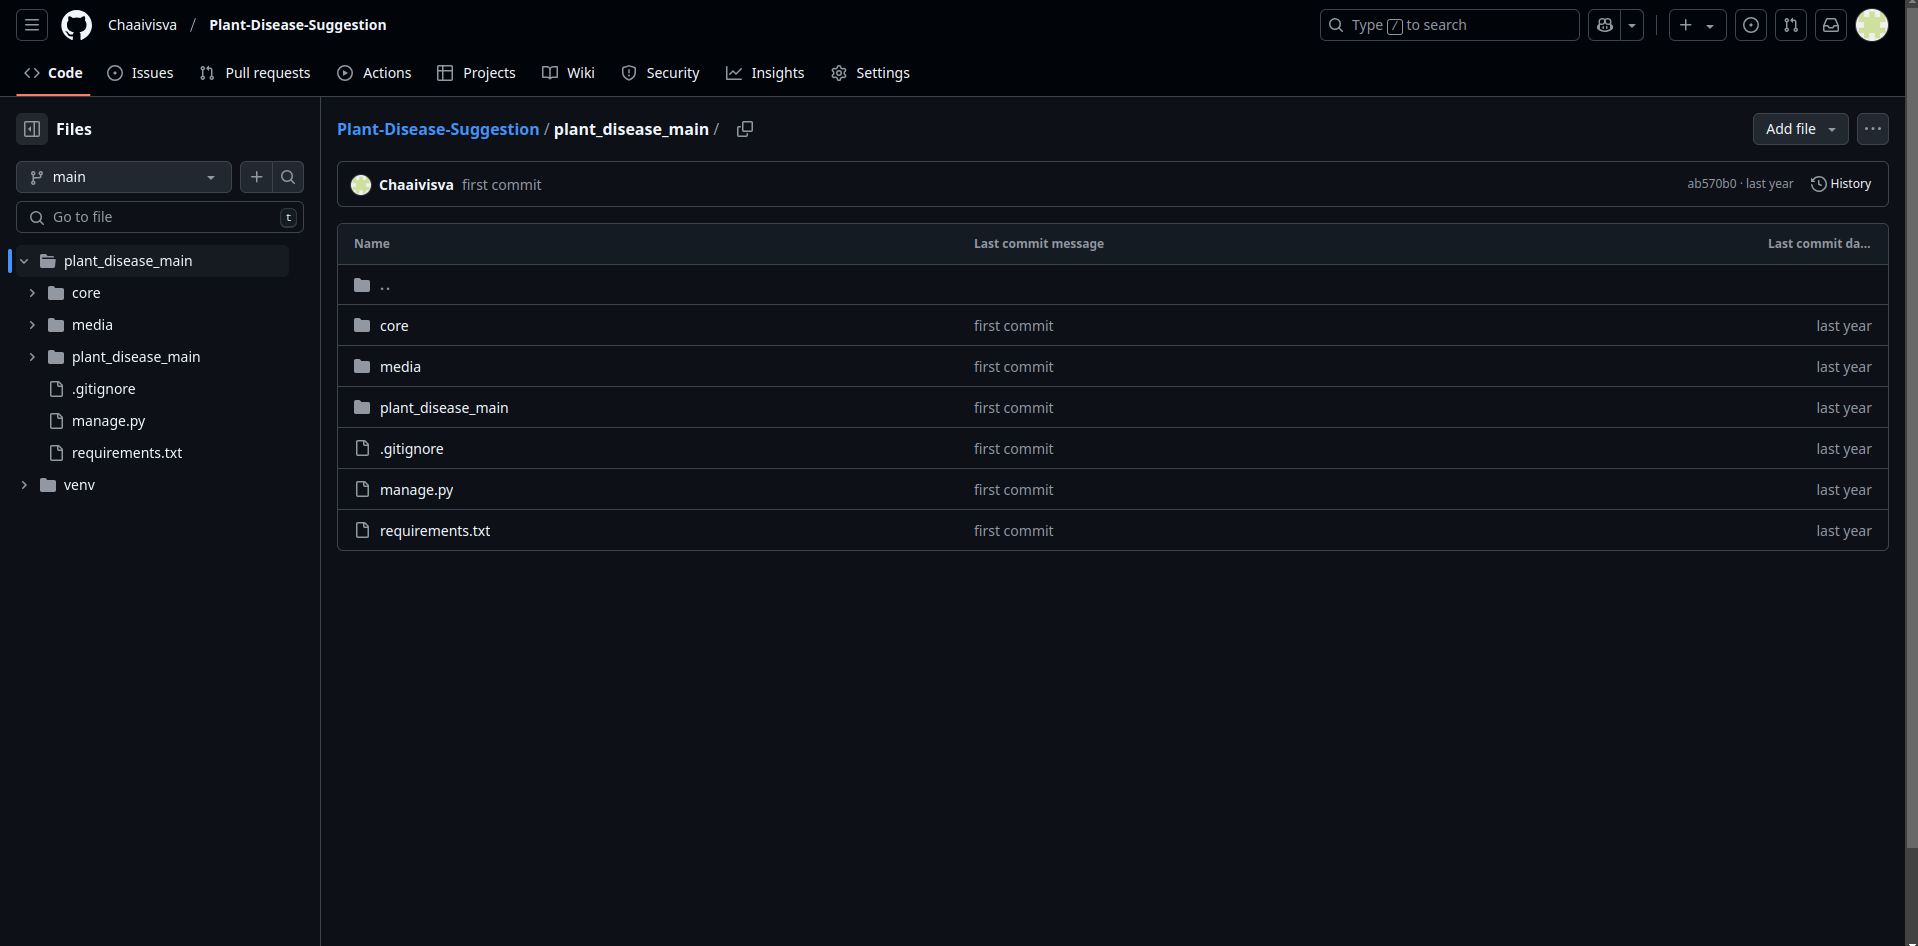 Chaaivisva / Plant-Disease-Suggestion
Type / to search
Code Issues Pull requests Actions Projects Wiki Security Insights Settings
Files
main
Go to file t
plant_disease_main
core
media
plant_disease_main
.gitignore
manage.py
requirements.txt
venv
Plant-Disease-Suggestion / plant_disease_main /
Add file
Chaaivisva first commit
ab570b0 · last year History
Name Last commit message Last commit da...
..
core first commit last year
media first commit last year
plant_disease_main first commit last year
.gitignore first commit last year
manage.py first commit last year
requirements.txt first commit last year